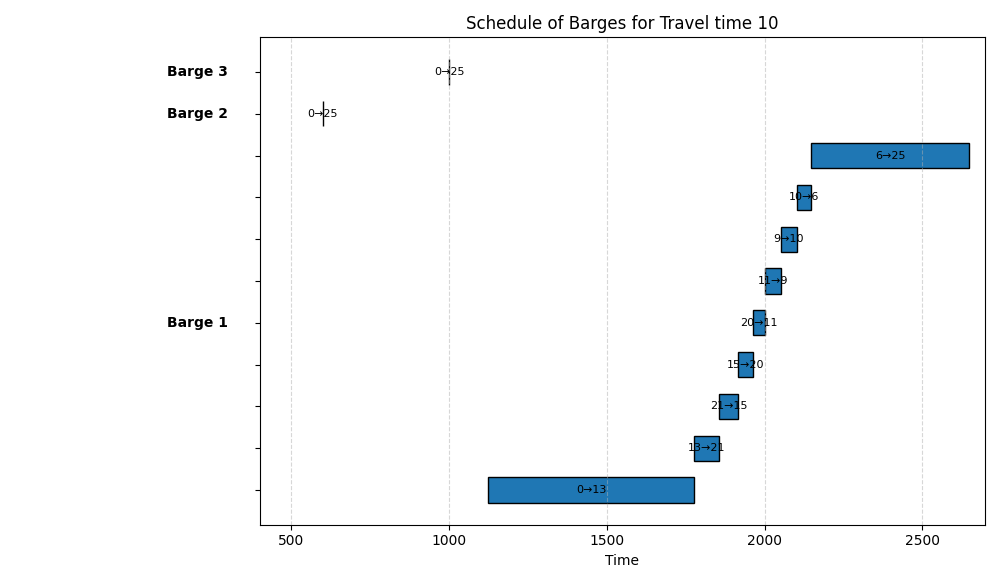 Schedule of Barges for Travel time 10
Barge 3
0→25
Barge 2
0→25
6→25
10→6
9→10
11→9
Barge 1
20→11
15→20
21→15
13→21
0→13
500 1000 1500 2000 2500
Time